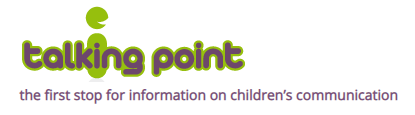 talking point
the first stop for information on children's communication